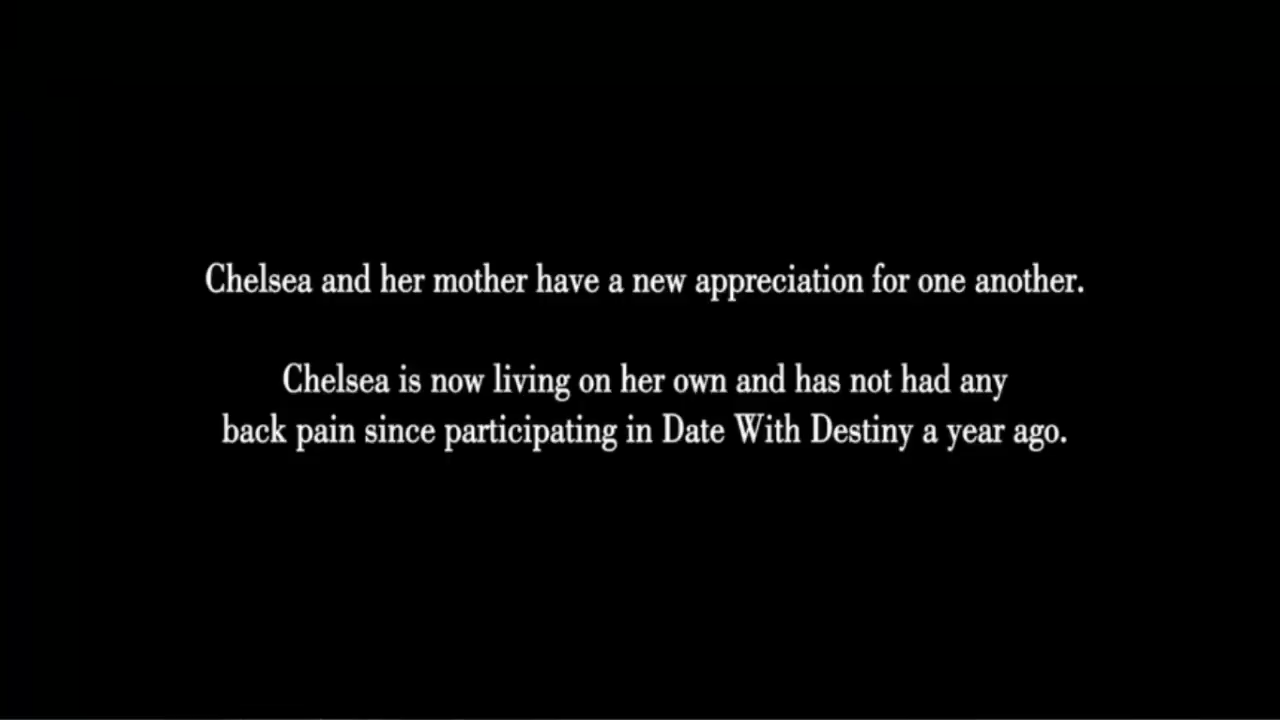 Chelsea and her mother have a new appreciation for one another.
Chelsea is now living on her own and has not had any
back pain since participating in Date With Destiny a year ago.